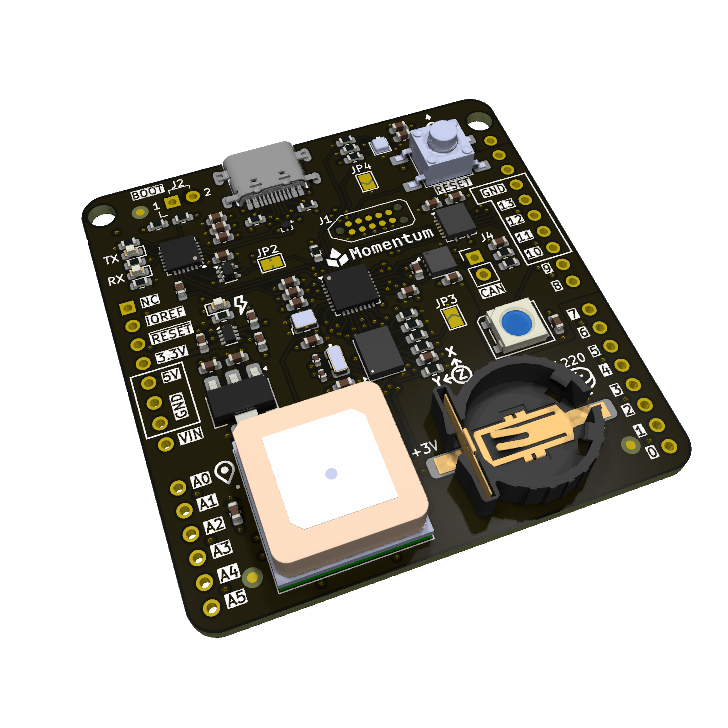 BOOT J2
1 2
JP4
RESET
J1
GND
13
12
11
10
9
8
TX
RX
JP2
Momentum
J4
CAN
NC
IOREF
RESET
3.3V
5V
GND
VIN
JP3
X
Y
Z
7
6
5
4
3
2
1
0
220
+3V
A0
A1
A2
A3
A4
A5